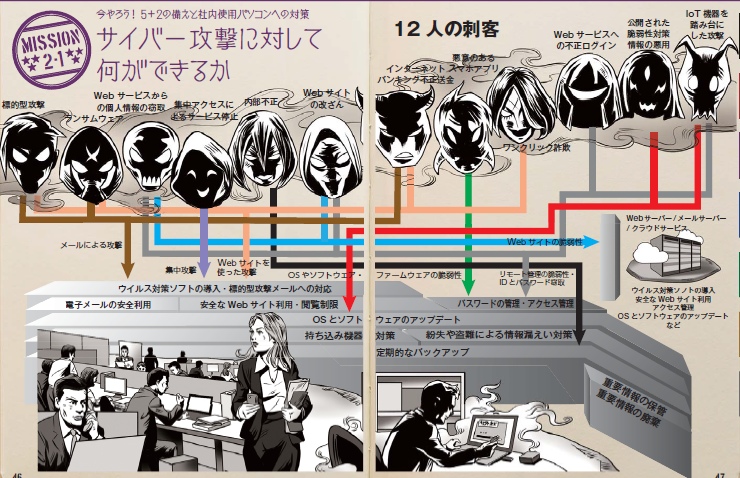 今やろう！5+2の備えと社内使用パソコンへの対策
MISSION
2-1
サイバー攻撃に対して
何ができるか
12人の刺客
標的型攻撃
ランサムウェア
Webサービスから
の個人情報の窃取
集中アクセスに
よるサービス停止
内部不正
Webサイト
の改ざん
インターネット
バンキング不正送金
悪意のある
スマホアプリ
ワンクリック詐欺
Webサービスへ
の不正ログイン
公開された
脆弱性対策
情報の悪用
IoT機器を
踏み台に
した攻撃
メールによる攻撃
集中攻撃
Webサイトを
使った攻撃
OSやソフトウェア・ファームウェアの脆弱性
Webサイトの脆弱性
リモート管理の脆弱性・
IDとパスワード窃取
Webサーバー/メールサーバー
/クラウドサービス
ウイルス対策ソフトの導入
安全なWebサイト利用
アクセス管理
OSとソフトウェアのアップデート
など
ウイルス対策ソフトの導入・標的型攻撃メールへの対応
電子メールの安全利用
安全なWebサイト利用・閲覧制限
パスワードの管理・アクセス管理
OSとソフトウェアのアップデート
持ち込み機器対策
紛失や盗難による情報漏えい対策
定期的なバックアップ
重要情報の保管
重要情報の廃棄
46
47